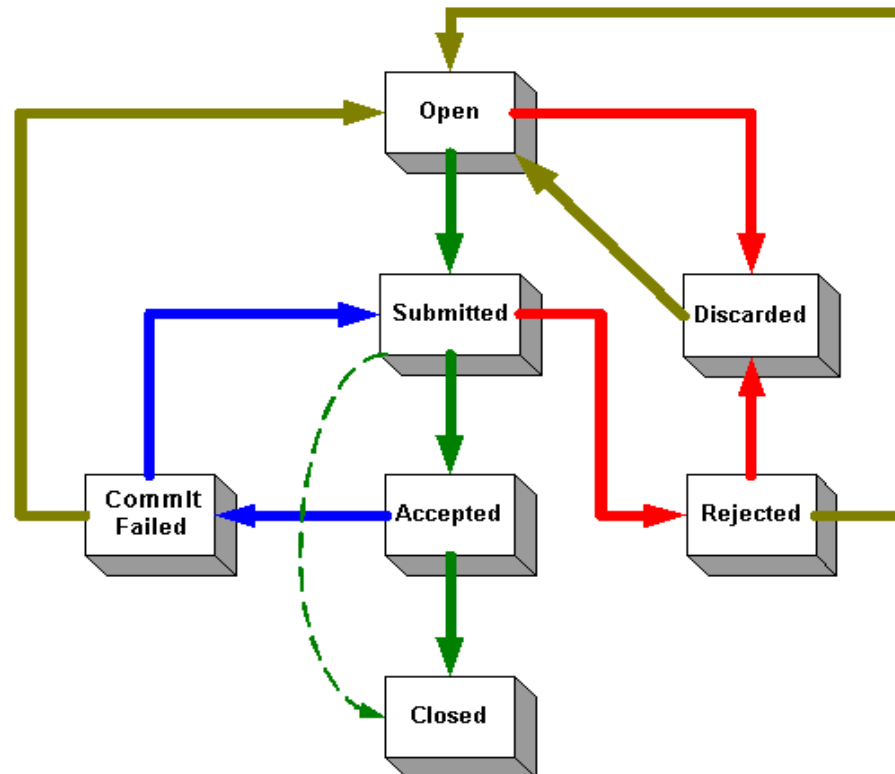 Open
Submitted
Discarded
CommIt
Failed
Accepted
Rejected
Closed